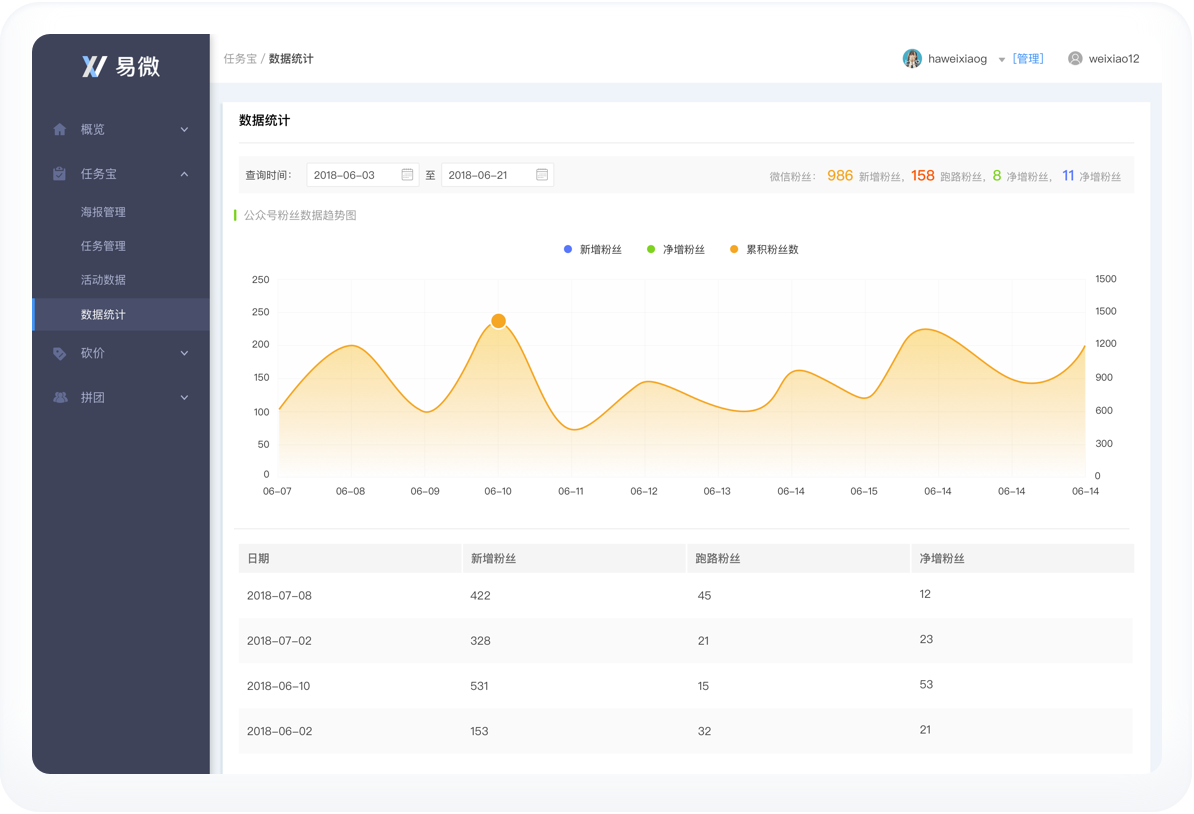 易微
任务宝 / 数据统计
haweixiaog [管理] weixiao12
概览
任务宝
海报管理
任务管理
活动数据
数据统计
砍价
拼团
数据统计
查询时间： 2018-06-03 至 2018-06-21
微信粉丝： 986 新增粉丝, 158 跑路粉丝, 8 净增粉丝, 11 净增粉丝
公众号粉丝数据趋势图
新增粉丝 净增粉丝 累积粉丝数
250 1500
250 1500
200 1200
150 900
100 600
50 300
0 0
06-07 06-08 06-09 06-10 06-11 06-12 06-13 06-14 06-15 06-14 06-14 06-14
日期 新增粉丝 跑路粉丝 净增粉丝
2018-07-08 422 45 12
2018-07-02 328 21 23
2018-06-10 531 15 53
2018-06-02 153 32 21